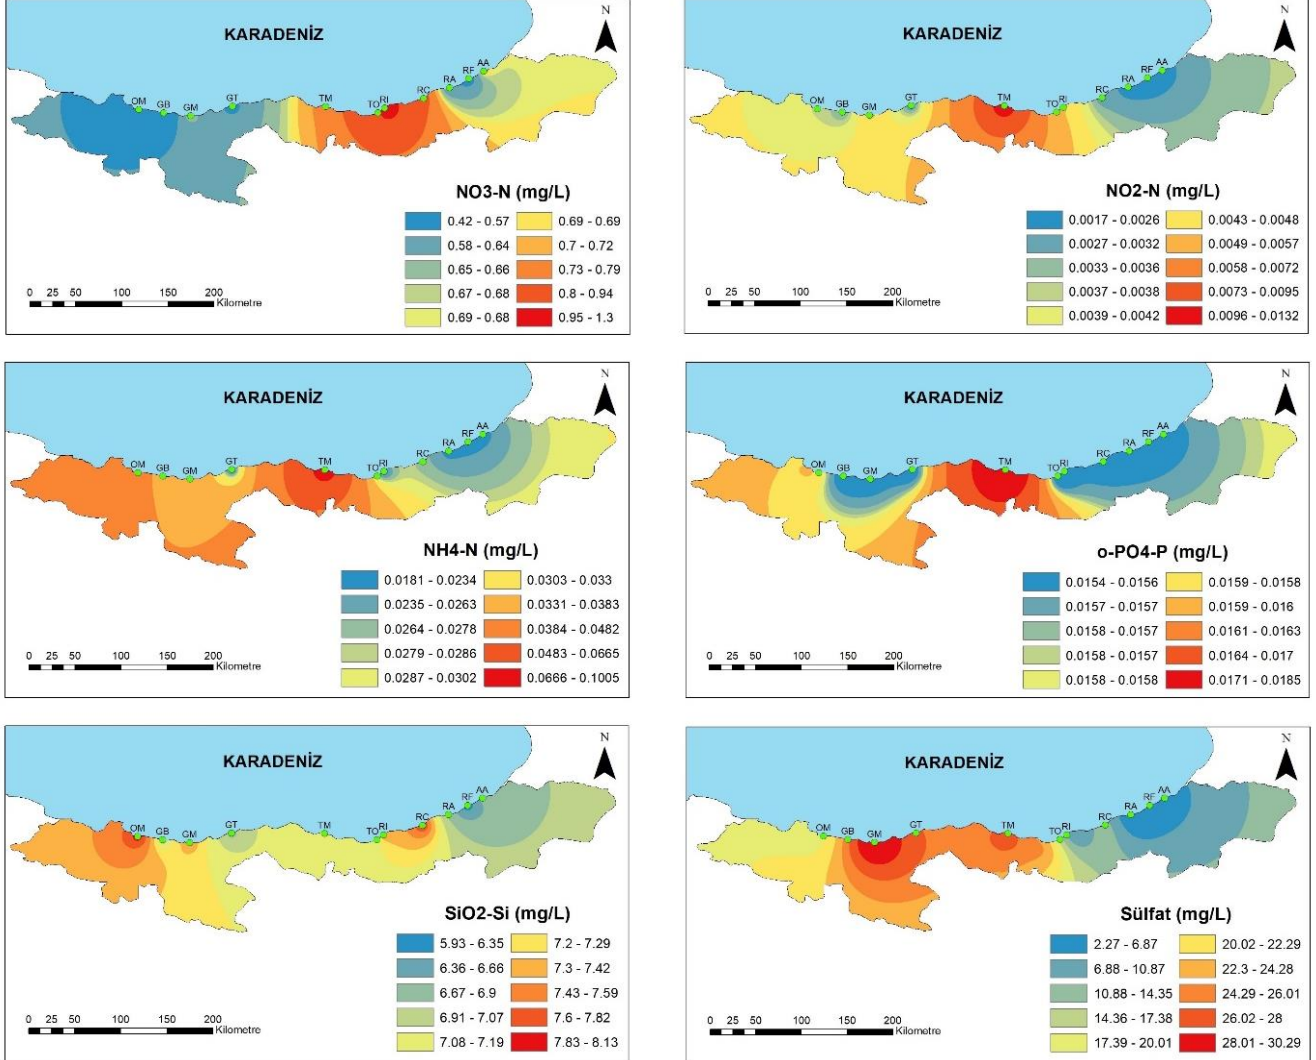 KARADENİZ
N
OM GB GM GT TM TO RI RC RA RF AA
NO3-N (mg/L)
0.42 - 0.57 0.69 - 0.69
0.58 - 0.64 0.7 - 0.72
0.65 - 0.66 0.73 - 0.79
0.67 - 0.68 0.8 - 0.94
0.69 - 0.68 0.95 - 1.3
0 25 50 100 150 200
Kilometre
KARADENİZ
N
OM GB GM GT TM TO RI RC RA RF AA
NO2-N (mg/L)
0.0017 - 0.0026 0.0043 - 0.0048
0.0027 - 0.0032 0.0049 - 0.0057
0.0033 - 0.0036 0.0058 - 0.0072
0.0037 - 0.0038 0.0073 - 0.0095
0.0039 - 0.0042 0.0096 - 0.0132
0 25 50 100 150 200
Kilometre
KARADENİZ
N
OM GB GM GT TM TO RI RC RA RF AA
NH4-N (mg/L)
0.0181 - 0.0234 0.0303 - 0.033
0.0235 - 0.0263 0.0331 - 0.0383
0.0264 - 0.0278 0.0384 - 0.0482
0.0279 - 0.0286 0.0483 - 0.0665
0.0287 - 0.0302 0.0666 - 0.1005
0 25 50 100 150 200
Kilometre
KARADENİZ
N
OM GB GM GT TM TO RI RC RA RF AA
o-PO4-P (mg/L)
0.0154 - 0.0156 0.0159 - 0.0158
0.0157 - 0.0157 0.0159 - 0.016
0.0158 - 0.0157 0.0161 - 0.0163
0.0158 - 0.0157 0.0164 - 0.017
0.0158 - 0.0158 0.0171 - 0.0185
0 25 50 100 150 200
Kilometre
KARADENİZ
N
OM GB GM GT TM TO RI RC RA RF AA
SiO2-Si (mg/L)
5.93 - 6.35 7.2 - 7.29
6.36 - 6.66 7.3 - 7.42
6.67 - 6.9 7.43 - 7.59
6.91 - 7.07 7.6 - 7.82
7.08 - 7.19 7.83 - 8.13
0 25 50 100 150 200
Kilometre
KARADENİZ
N
OM GB GM GT TM TO RI RC RA RF AA
Sülfat (mg/L)
2.27 - 6.87 20.02 - 22.29
6.88 - 10.87 22.3 - 24.28
10.88 - 14.35 24.29 - 26.01
14.36 - 17.38 26.02 - 28
17.39 - 20.01 28.01 - 30.29
0 25 50 100 150 200
Kilometre